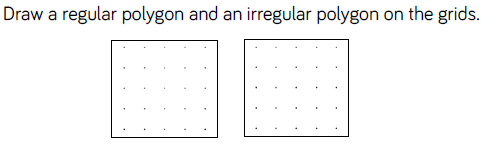 Draw a regular polygon and an irregular polygon on the grids.